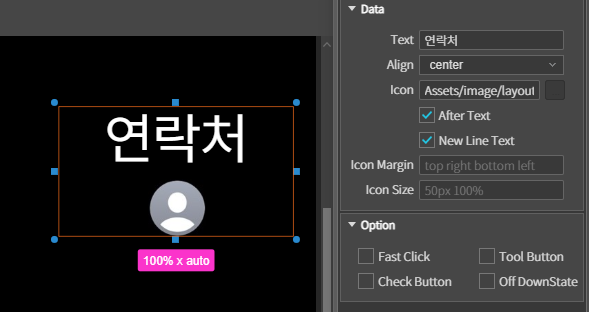 연락처
100% x auto
Data
Text 연락처
Align center
Icon Assets/image/layout
After Text
New Line Text
Icon Margin top right bottom left
Icon Size 50px 100%
Option
Fast Click Tool Button
Check Button Off DownState